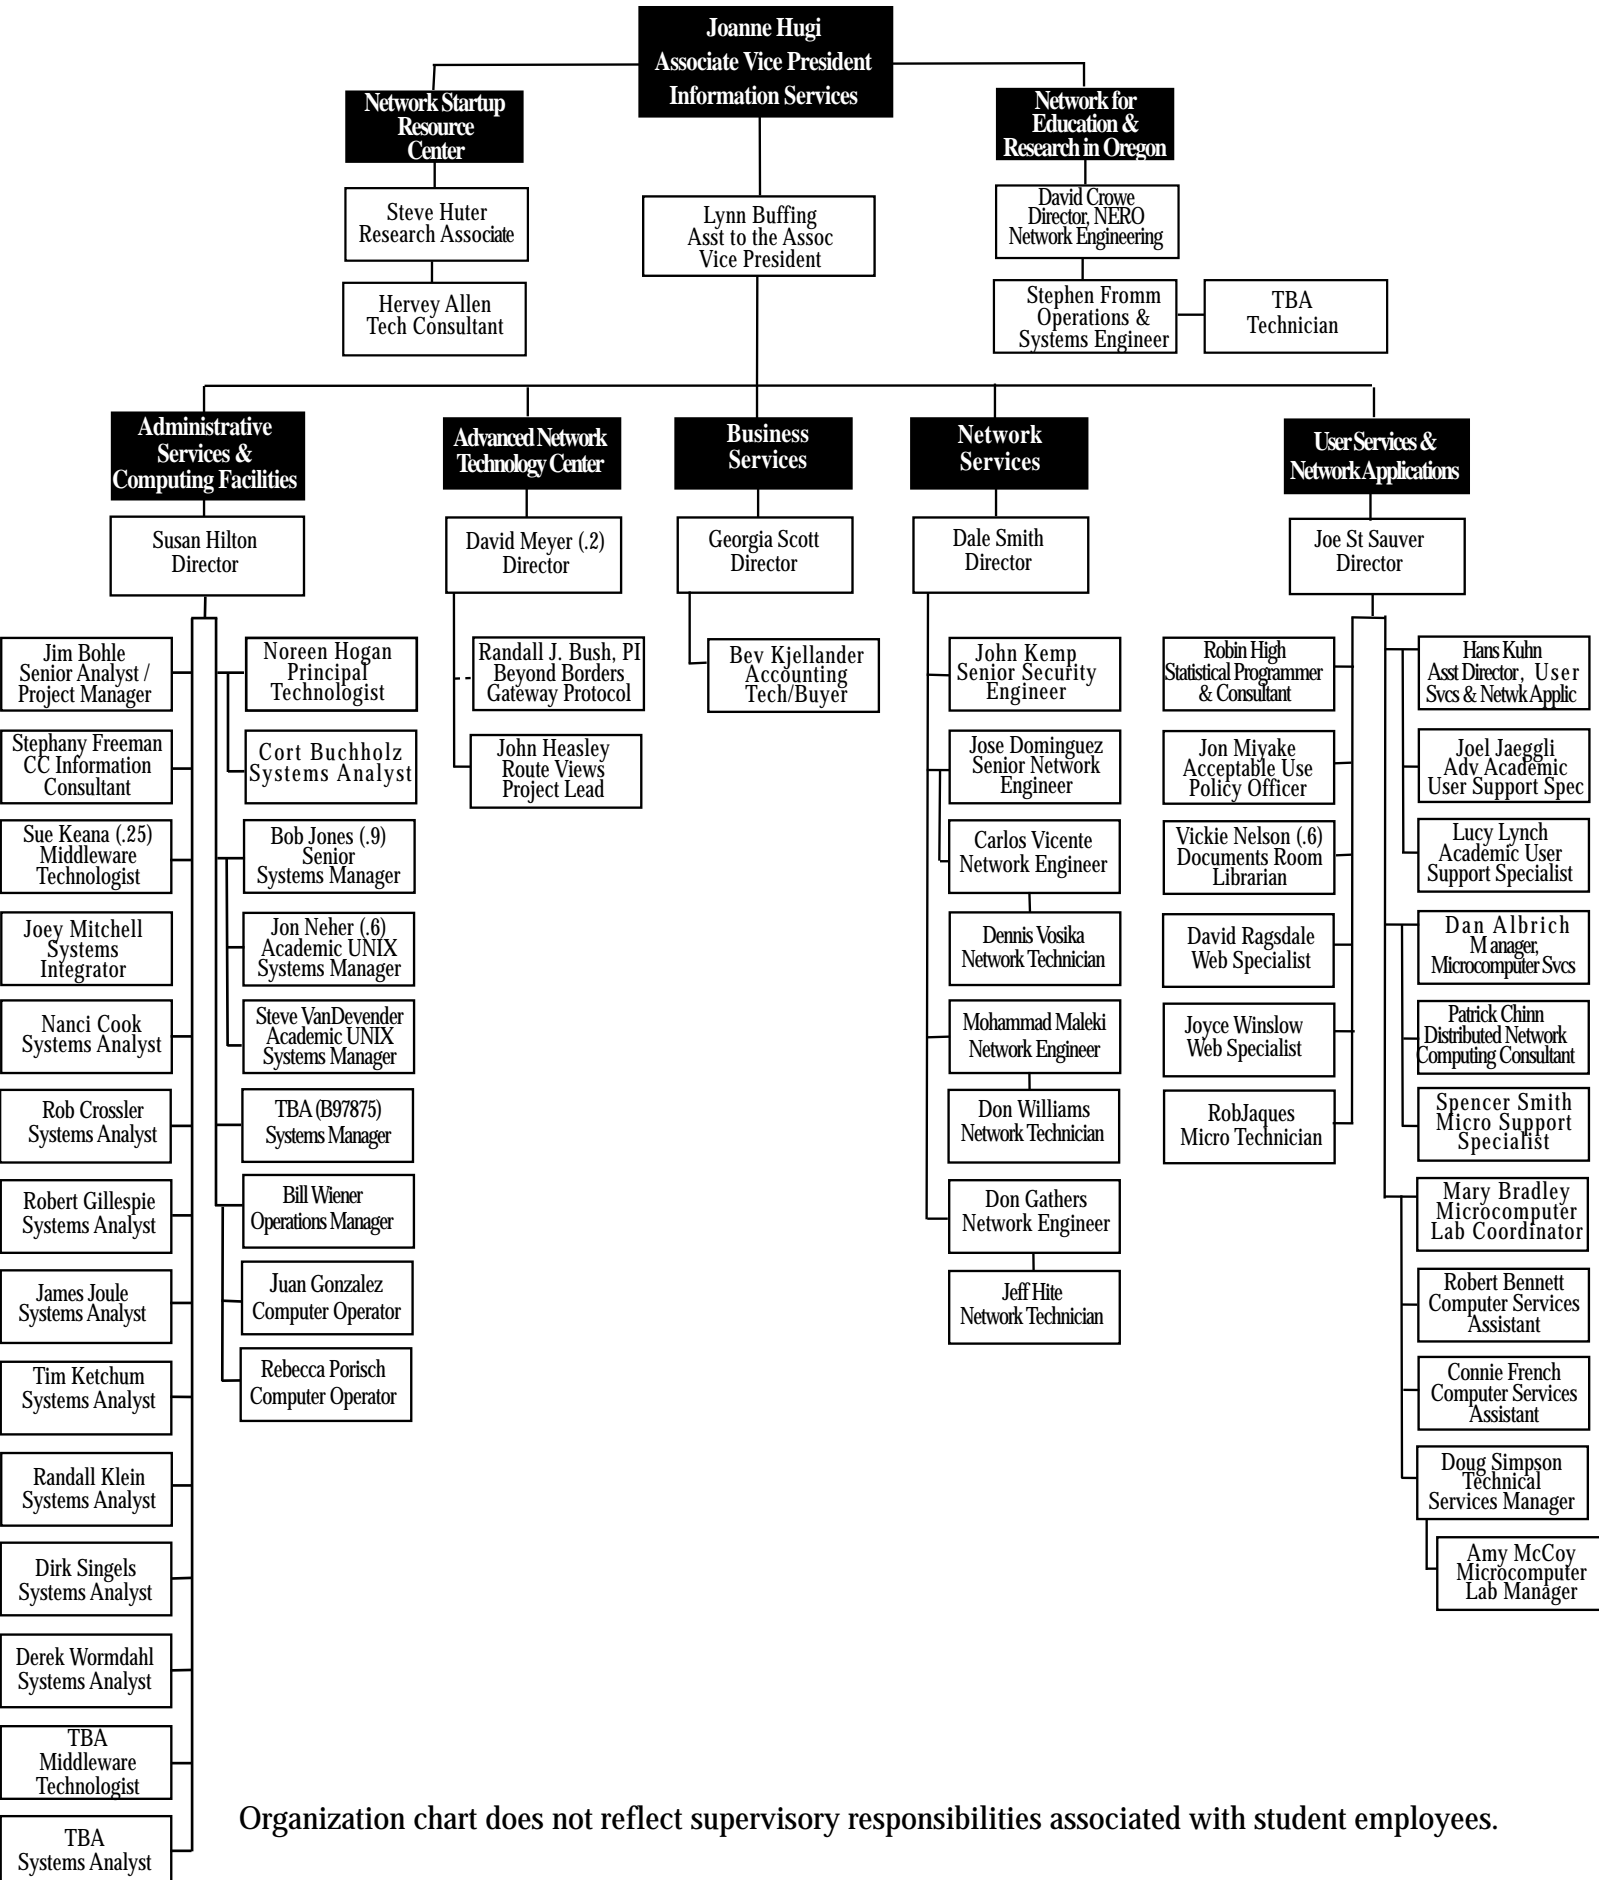 Joanne Hugi
Associate Vice President
Information Services
Network Startup
Resource
Center
Steve Huter
Research Associate
Hervey Allen
Tech Consultant
Lynn Buffing
Asst to the Assoc
Vice President
Network for
Education &
Research in Oregon
David Crowe
Director, NERO
Network Engineering
Stephen Fromm
Operations &
Systems Engineer
TBA
Technician
Administrative
Services &
Computing Facilities
Susan Hilton
Director
Jim Bohle
Senior Analyst /
Project Manager
Stephany Freeman
CC Information
Consultant
Sue Keana (.25)
Middleware
Technologist
Joey Mitchell
Systems
Integrator
Nanci Cook
Systems Analyst
Rob Crossler
Systems Analyst
Robert Gillespie
Systems Analyst
James Joule
Systems Analyst
Tim Ketchum
Systems Analyst
Randall Klein
Systems Analyst
Dirk Singels
Systems Analyst
Derek Wormdahl
Systems Analyst
TBA
Middleware
Technologist
TBA
Systems Analyst
Noreen Hogan
Principal
Technologist
Cort Buchholz
Systems Analyst
Bob Jones (.9)
Senior
Systems Manager
Jon Neher (.6)
Academic UNIX
Systems Manager
Steve VanDevender
Academic UNIX
Systems Manager
TBA (B97875)
Systems Manager
Bill Wiener
Operations Manager
Juan Gonzalez
Computer Operator
Rebecca Porisch
Computer Operator
Advanced Network
Technology Center
David Meyer (.2)
Director
Randall J. Bush, PI
Beyond Borders
Gateway Protocol
John Heasley
Route Views
Project Lead
Business
Services
Georgia Scott
Director
Bev Kjellander
Accounting
Tech/Buyer
Network
Services
Dale Smith
Director
John Kemp
Senior Security
Engineer
Jose Dominguez
Senior Network
Engineer
Carlos Vicente
Network Engineer
Dennis Vosika
Network Technician
Mohammad Maleki
Network Engineer
Don Williams
Network Technician
Don Gathers
Network Engineer
Jeff Hite
Network Technician
User Services &
Network Applications
Joe St Sauver
Director
Robin High
Statistical Programmer
& Consultant
Jon Miyake
Acceptable Use
Policy Officer
Vickie Nelson (.6)
Documents Room
Librarian
David Ragsdale
Web Specialist
Joyce Winslow
Web Specialist
RobJaques
Micro Technician
Hans Kuhn
Asst Director, User
Svcs & Netwk Applic
Joel Jaeggli
Adv Academic
User Support Spec
Lucy Lynch
Academic User
Support Specialist
Dan Albrich
Manager,
Microcomputer Svcs
Patrick Chinn
Distributed Network
Computing Consultant
Spencer Smith
Micro Support
Specialist
Mary Bradley
Microcomputer
Lab Coordinator
Robert Bennett
Computer Services
Assistant
Connie French
Computer Services
Assistant
Doug Simpson
Technical
Services Manager
Amy McCoy
Microcomputer
Lab Manager
Organization chart does not reflect supervisory responsibilities associated with student employees.